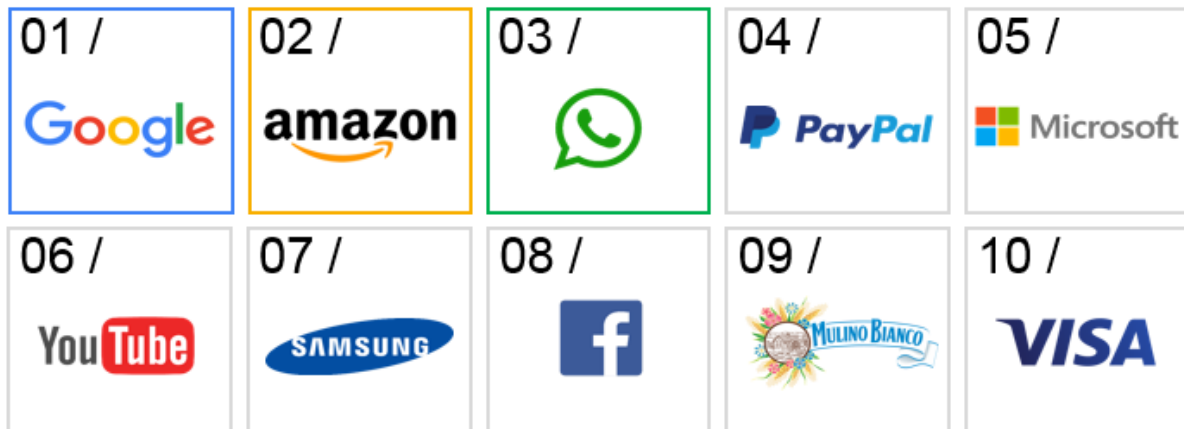 01 / 02 / 03 / 04 / 05 /
Google amazon PayPal Microsoft
06 / 07 / 08 / 09 / 10 /
YouTube SAMSUNG f MULINO BIANCO VISA